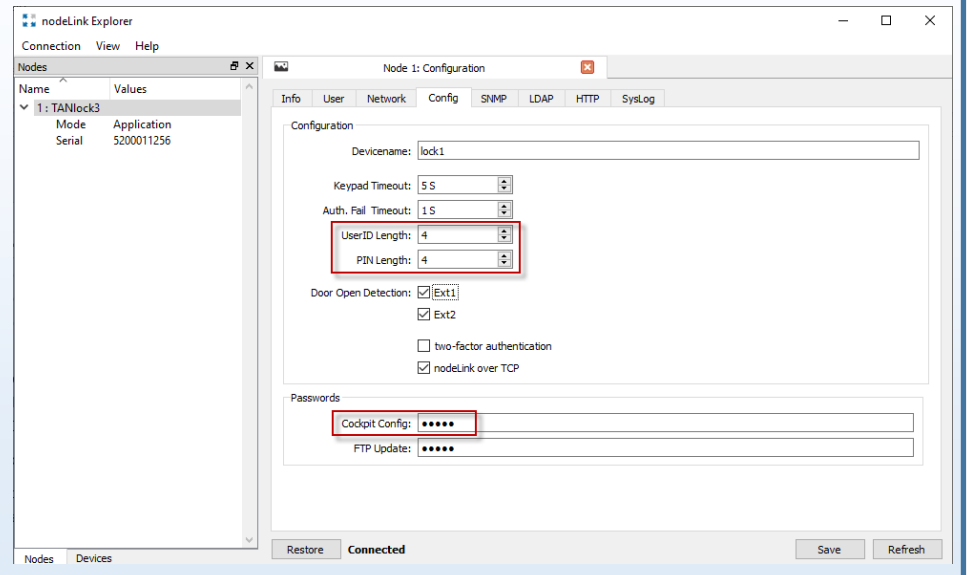 nodeLink Explorer
Connection View Help
Nodes
Name Values
1 : TANlock3
Mode Application
Serial 5200011256
Nodes Devices
Node 1: Configuration
Info User Network Config SNMP LDAP HTTP SysLog
Configuration
Devicename: lock1
Keypad Timeout: 5 S
Auth. Fail Timeout: 1 S
UserID Length: 4
PIN Length: 4
Door Open Detection: Ext1
Ext2
two-factor authentication
nodeLink over TCP
Passwords
Cockpit Config: •••••
FTP Update: •••••
Restore Connected Save Refresh